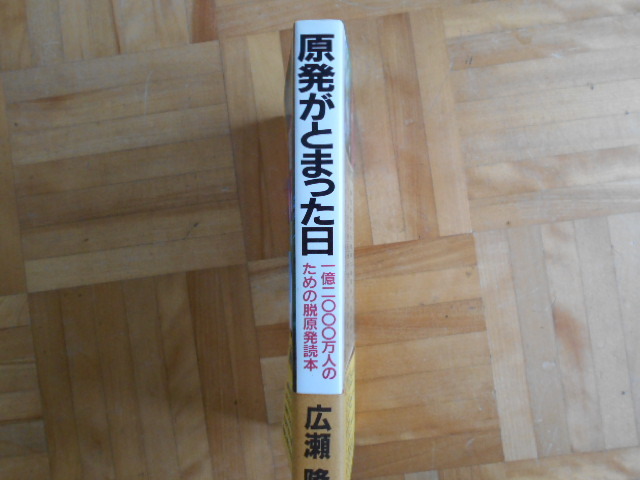 原発がとまった日
一億二〇〇〇万人の
ための脱原発読本
広瀬隆